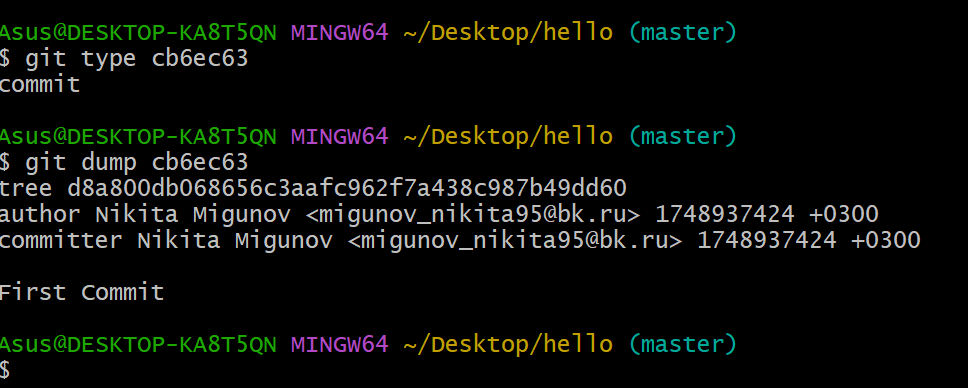 Asus@DESKTOP-KA8T5QN MINGW64 ~/Desktop/hello (master)
$ git type cb6ec63
commit
Asus@DESKTOP-KA8T5QN MINGW64 ~/Desktop/hello (master)
$ git dump cb6ec63
tree d8a800db068656c3aafc962f7a438c987b49dd60
author Nikita Migunov <migunov_nikita95@bk.ru> 1748937424 +0300
committer Nikita Migunov <migunov_nikita95@bk.ru> 1748937424 +0300
First Commit
Asus@DESKTOP-KA8T5QN MINGW64 ~/Desktop/hello (master)
$